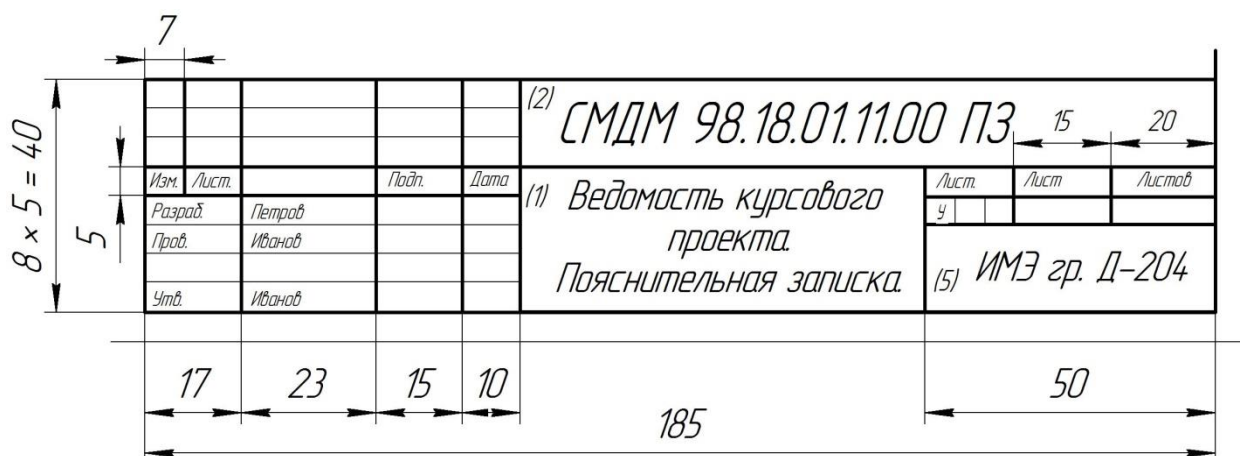 7
(2) СМДМ 98.18.01.11.00 ПЗ
15 20
8 × 5 = 40
5
Изм. Лист. Подп. Дата
Разраб. Петров
Пров. Иванов
Утв. Иванов
(1) Ведомость курсового
проекта.
Пояснительная записка.
Лист. Лист Листов
У
(5) ИМЭ гр. Д-204
17 23 15 10 50
185